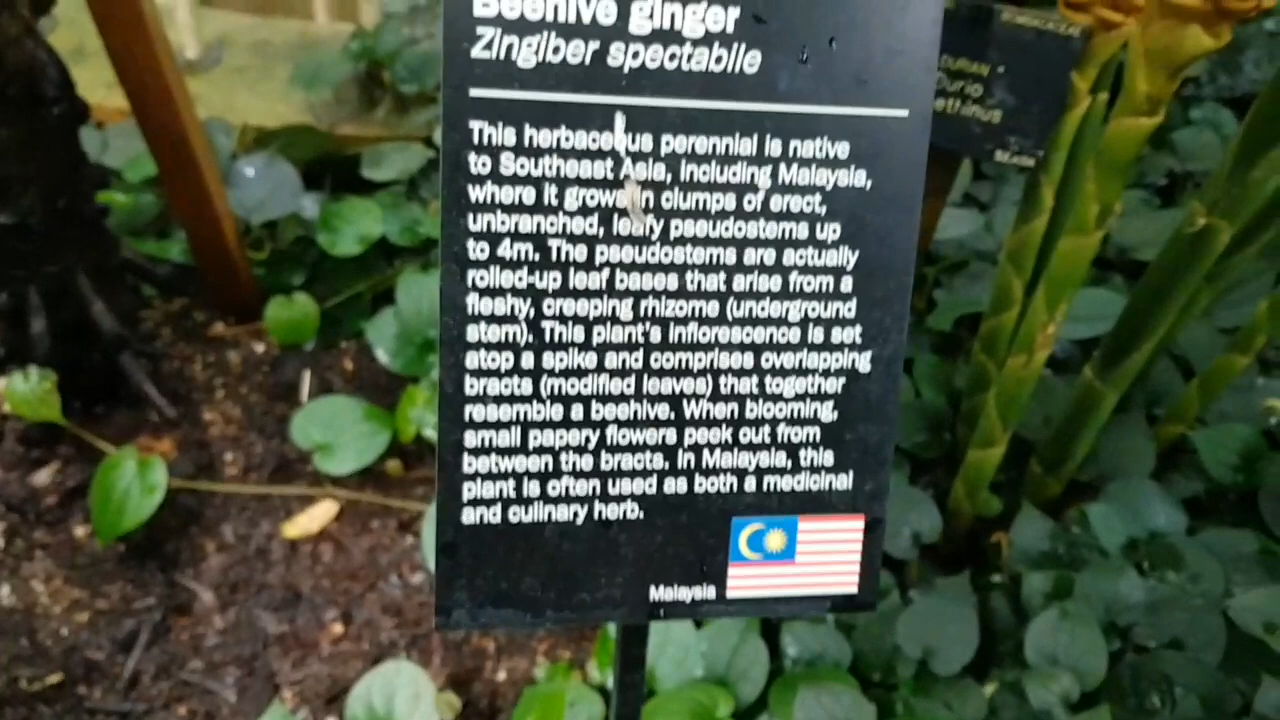 Beehive ginger
Zingiber spectabile
This herbaceous perennial is native
to Southeast Asia, including Malaysia,
where it grows in clumps of erect,
unbranched, leafy pseudostems up
to 4m. The pseudostems are actually
rolled-up leaf bases that arise from a
fleshy, creeping rhizome (underground
stem). This plant's inflorescence is set
atop a spike and comprises overlapping
bracts (modified leaves) that together
resemble a beehive. When blooming,
small papery flowers peek out from
between the bracts. In Malaysia, this
plant is often used as both a medicinal
and culinary herb.
Malaysia
DURIAN
Durio